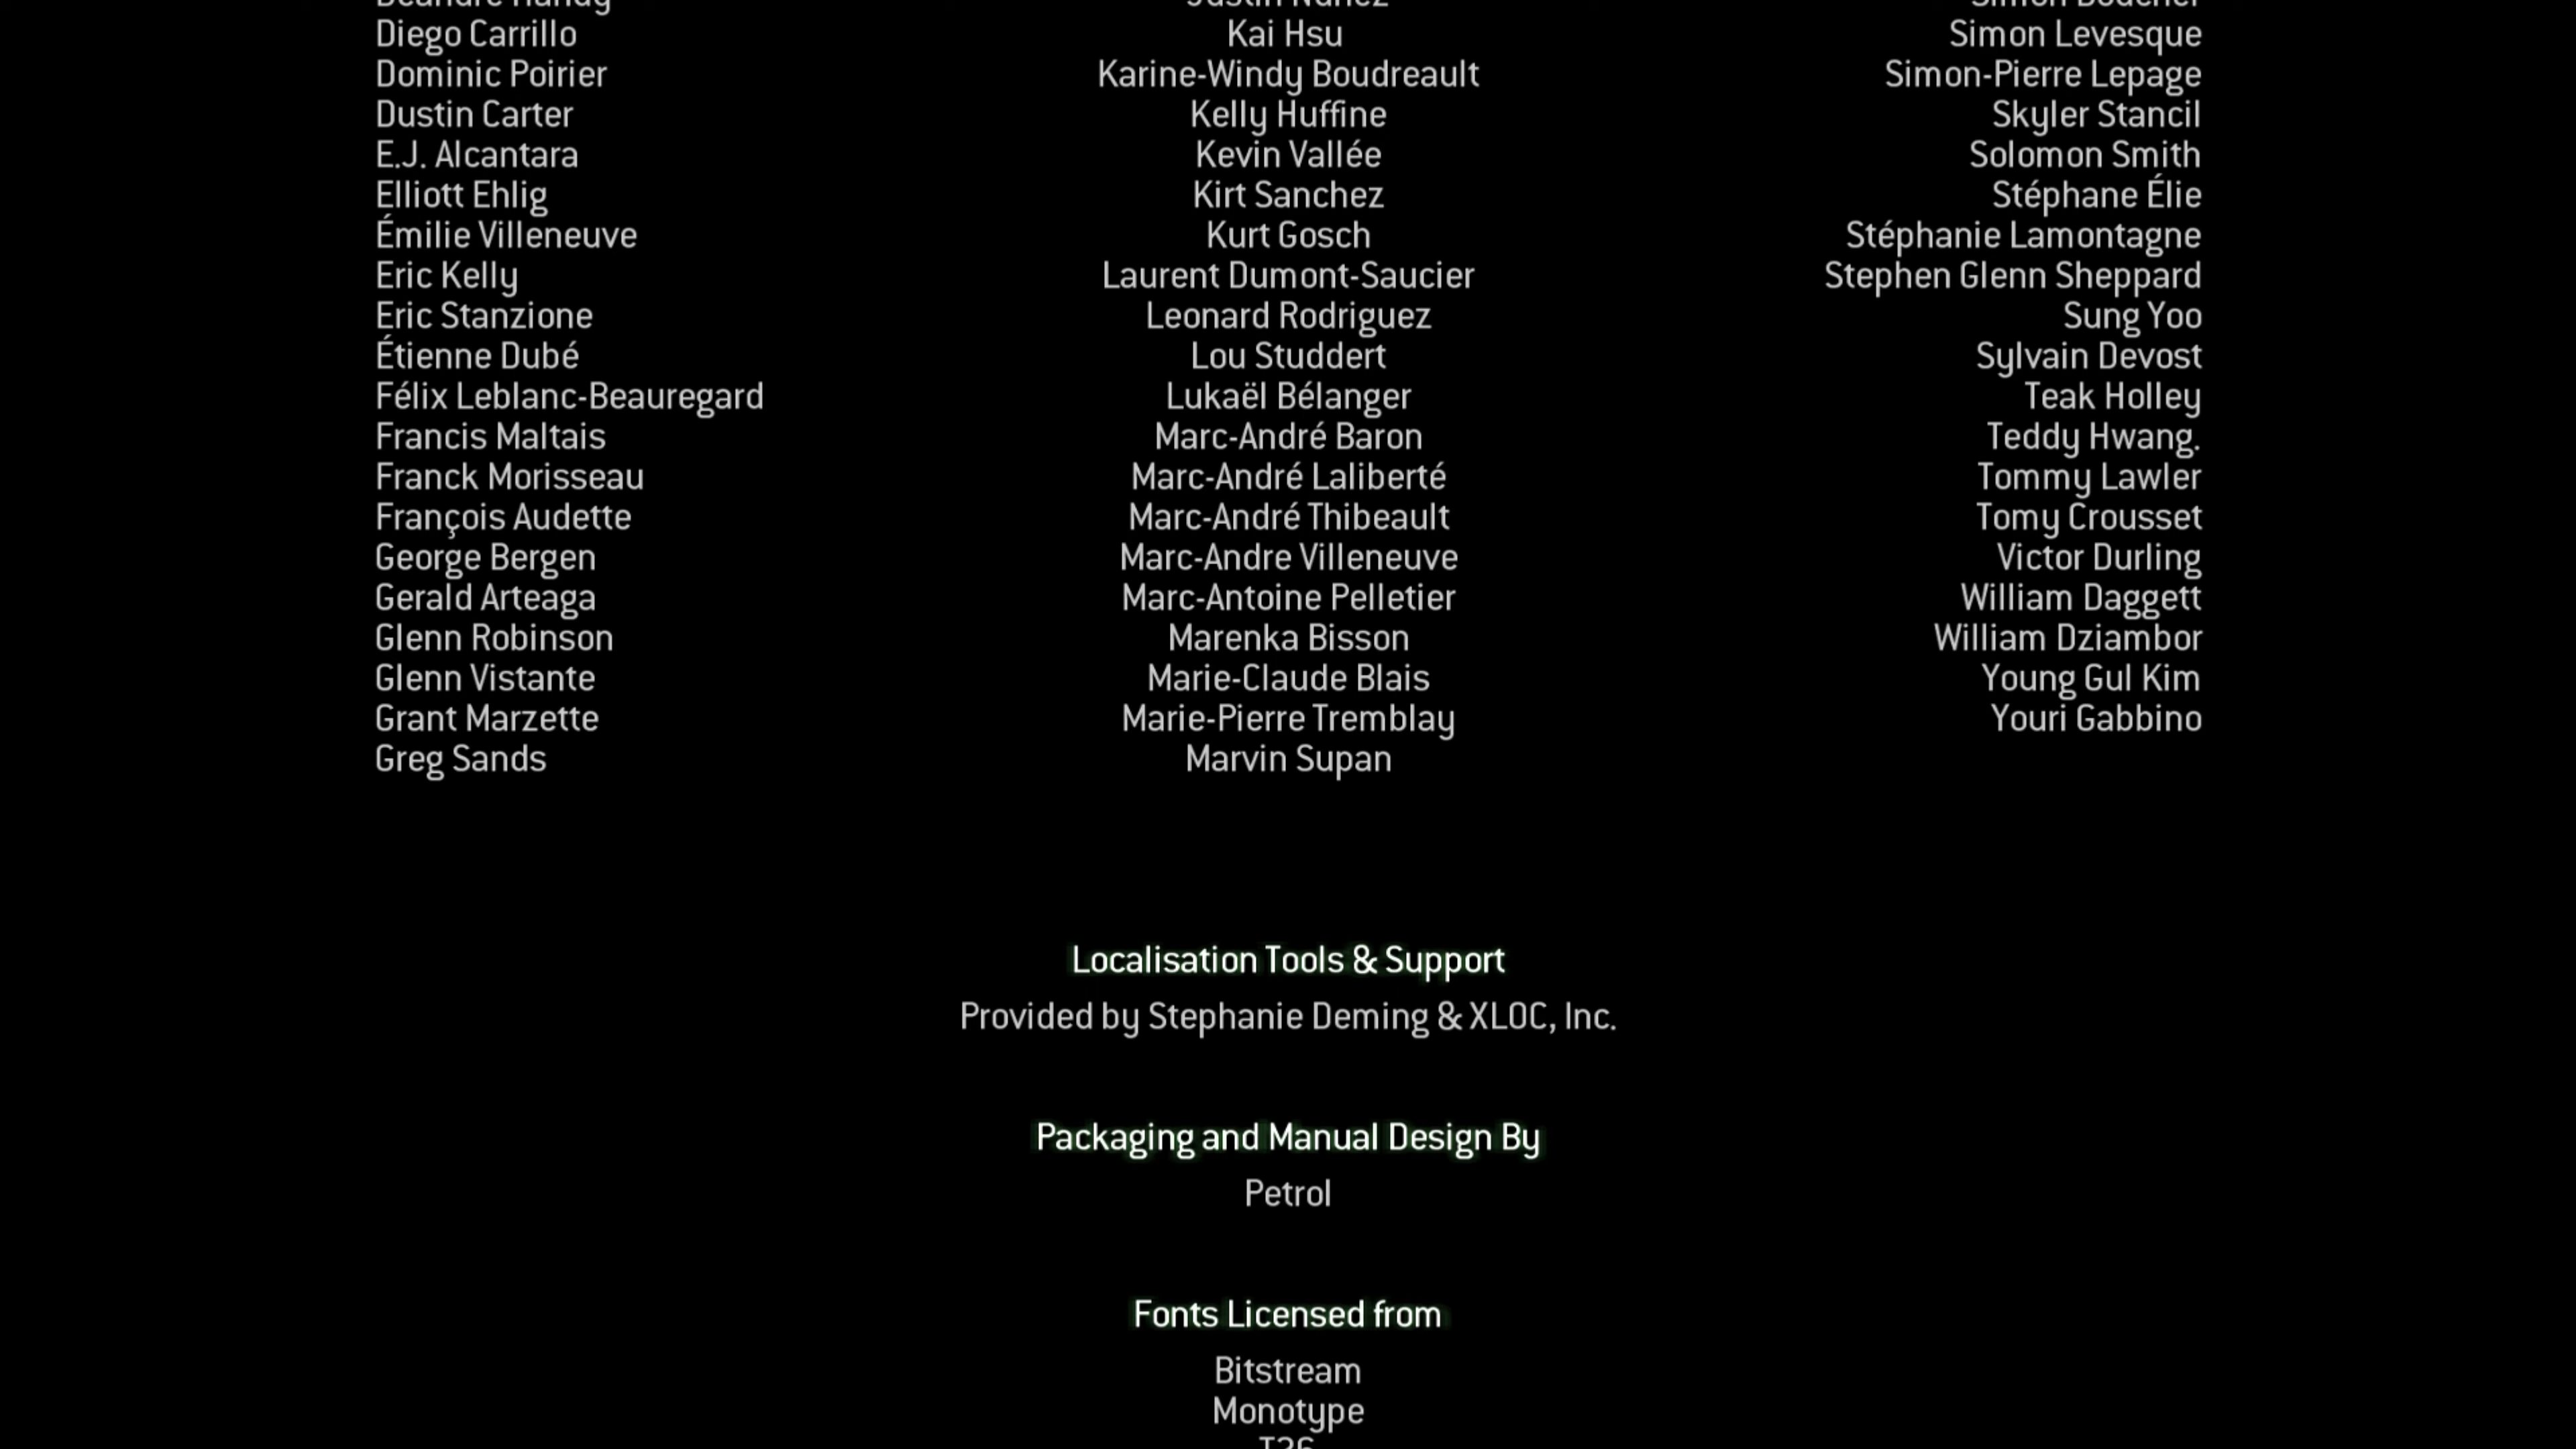 Deandre Handy
Diego Carrillo
Dominic Poirier
Dustin Carter
E.J. Alcantara
Elliott Ehlig
Émilie Villeneuve
Eric Kelly
Eric Stanzione
Étienne Dubé
Félix Leblanc-Beauregard
Francis Maltais
Franck Morisseau
François Audette
George Bergen
Gerald Arteaga
Glenn Robinson
Glenn Vistante
Grant Marzette
Greg Sands
Justin Nuñez
Kai Hsu
Karine-Windy Boudreault
Kelly Huffine
Kevin Vallée
Kirt Sanchez
Kurt Gosch
Laurent Dumont-Saucier
Leonard Rodriguez
Lou Studdert
Lukaël Bélanger
Marc-André Baron
Marc-André Laliberté
Marc-André Thibeault
Marc-Andre Villeneuve
Marc-Antoine Pelletier
Marenka Bisson
Marie-Claude Blais
Marie-Pierre Tremblay
Marvin Supan
Simon Boucher
Simon Levesque
Simon-Pierre Lepage
Skyler Stancil
Solomon Smith
Stéphane Élie
Stéphanie Lamontagne
Stephen Glenn Sheppard
Sung Yoo
Sylvain Devost
Teak Holley
Teddy Hwang.
Tommy Lawler
Tomy Crousset
Victor Durling
William Daggett
William Dziambor
Young Gul Kim
Youri Gabbino
Localisation Tools & Support
Provided by Stephanie Deming & XLOC, Inc.
Packaging and Manual Design By
Petrol
Fonts Licensed from
Bitstream
Monotype
T26